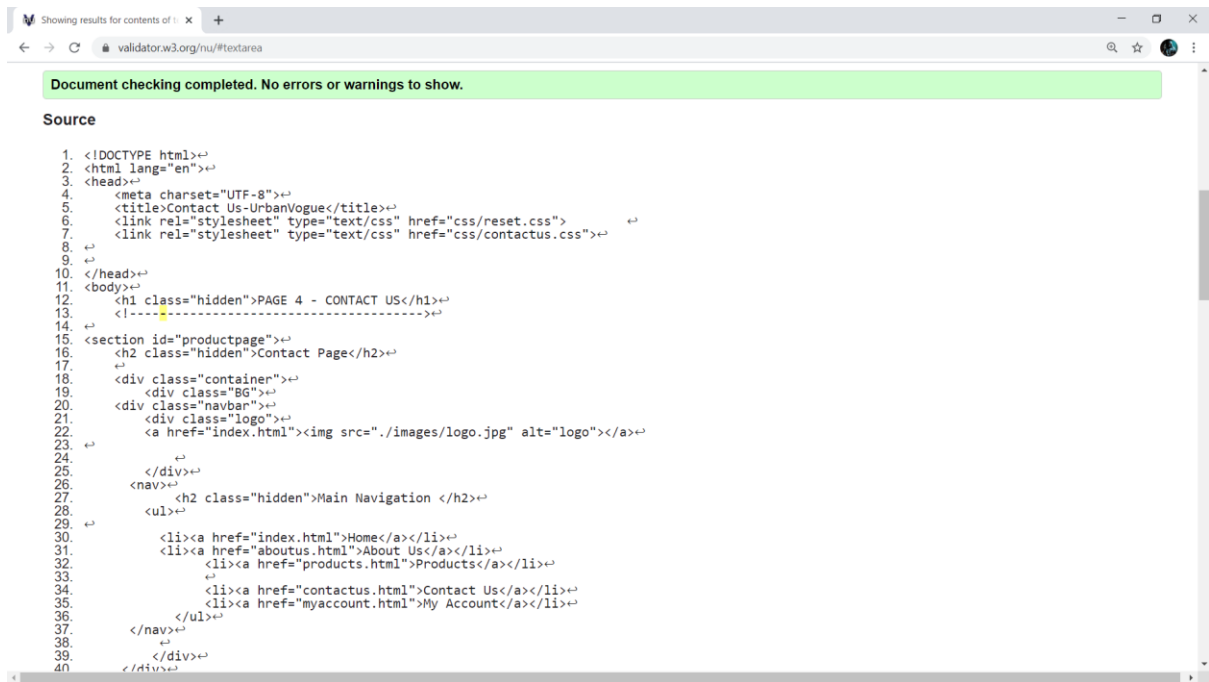 Showing results for contents of t
validator.w3.org/nu/#textarea
Document checking completed. No errors or warnings to show.
Source
1. <!DOCTYPE html>↩
2. <html lang="en">↩
3. <head>↩
4. <meta charset="UTF-8">↩
5. <title>Contact Us-UrbanVogue</title>↩
6. <link rel="stylesheet" type="text/css" href="css/reset.css"> ↩
7. <link rel="stylesheet" type="text/css" href="css/contactus.css">↩
8. ↩
9. ↩
10. </head>↩
11. <body>↩
12. <h1 class="hidden">PAGE 4 - CONTACT US</h1>↩
13. <!------------------------------------->↩
14. ↩
15. <section id="productpage">↩
16. <h2 class="hidden">Contact Page</h2>↩
17. ↩
18. <div class="container">↩
19. <div class="BG">↩
20. <div class="navbar">↩
21. <div class="logo">↩
22. <a href="index.html"><img src="./images/logo.jpg" alt="logo"></a>↩
23. ↩
24. ↩
25. </div>↩
26. <nav>↩
27. <h2 class="hidden">Main Navigation </h2>↩
28. <ul>↩
29. ↩
30. <li><a href="index.html">Home</a></li>↩
31. <li><a href="aboutus.html">About Us</a></li>↩
32. <li><a href="products.html">Products</a></li>↩
33. ↩
34. <li><a href="contactus.html">Contact Us</a></li>↩
35. <li><a href="myaccount.html">My Account</a></li>↩
36. </ul>↩
37. </nav>↩
38. ↩
39. </div>↩
40. </div>↩